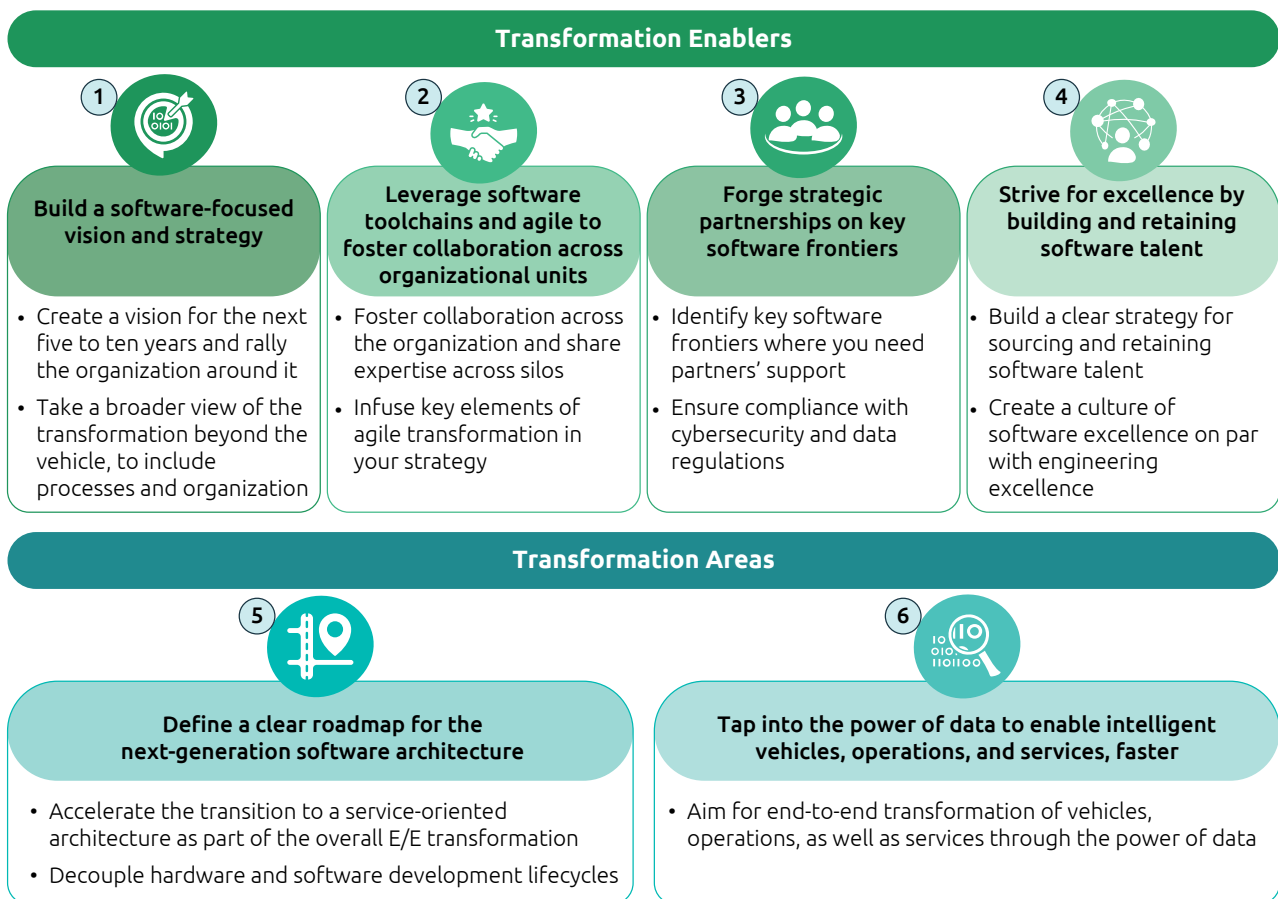 Transformation Enablers
1
Build a software-focused
vision and strategy
• Create a vision for the next
five to ten years and rally
the organization around it
• Take a broader view of the
transformation beyond the
vehicle, to include
processes and organization
2
Leverage software
toolchains and agile to
foster collaboration across
organizational units
• Foster collaboration across
the organization and share
expertise across silos
• Infuse key elements of
agile transformation in
your strategy
3
Forge strategic
partnerships on key
software frontiers
• Identify key software
frontiers where you need
partners’ support
• Ensure compliance with
cybersecurity and data
regulations
4
Strive for excellence by
building and retaining
software talent
• Build a clear strategy for
sourcing and retaining
software talent
• Create a culture of
software excellence on par
with engineering
excellence
Transformation Areas
5
Define a clear roadmap for the
next-generation software architecture
• Accelerate the transition to a service-oriented
architecture as part of the overall E/E transformation
• Decouple hardware and software development lifecycles
6
Tap into the power of data to enable intelligent
vehicles, operations, and services, faster
• Aim for end-to-end transformation of vehicles,
operations, as well as services through the power of data